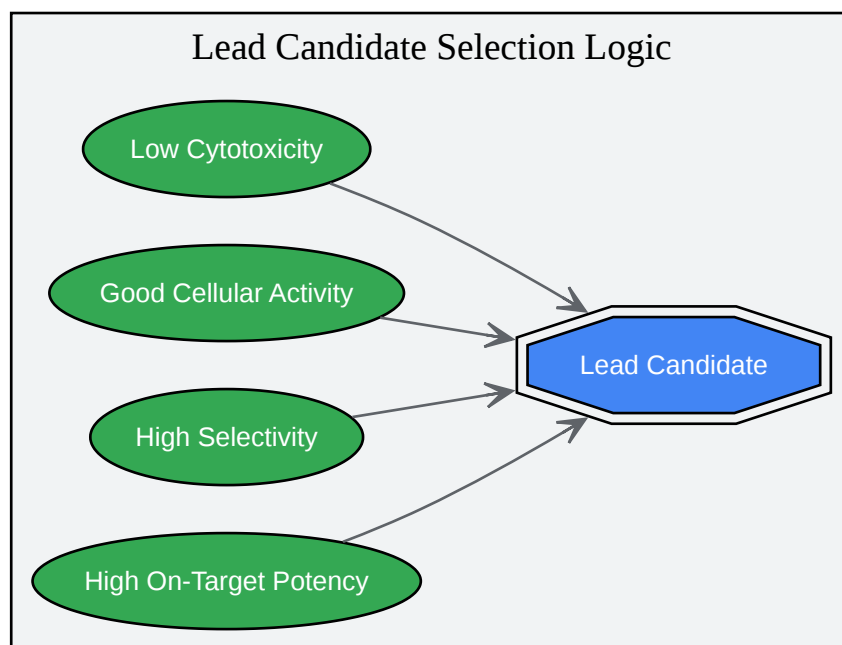 Lead Candidate Selection Logic
Low Cytotoxicity
Good Cellular Activity
Lead Candidate
High Selectivity
High On-Target Potency